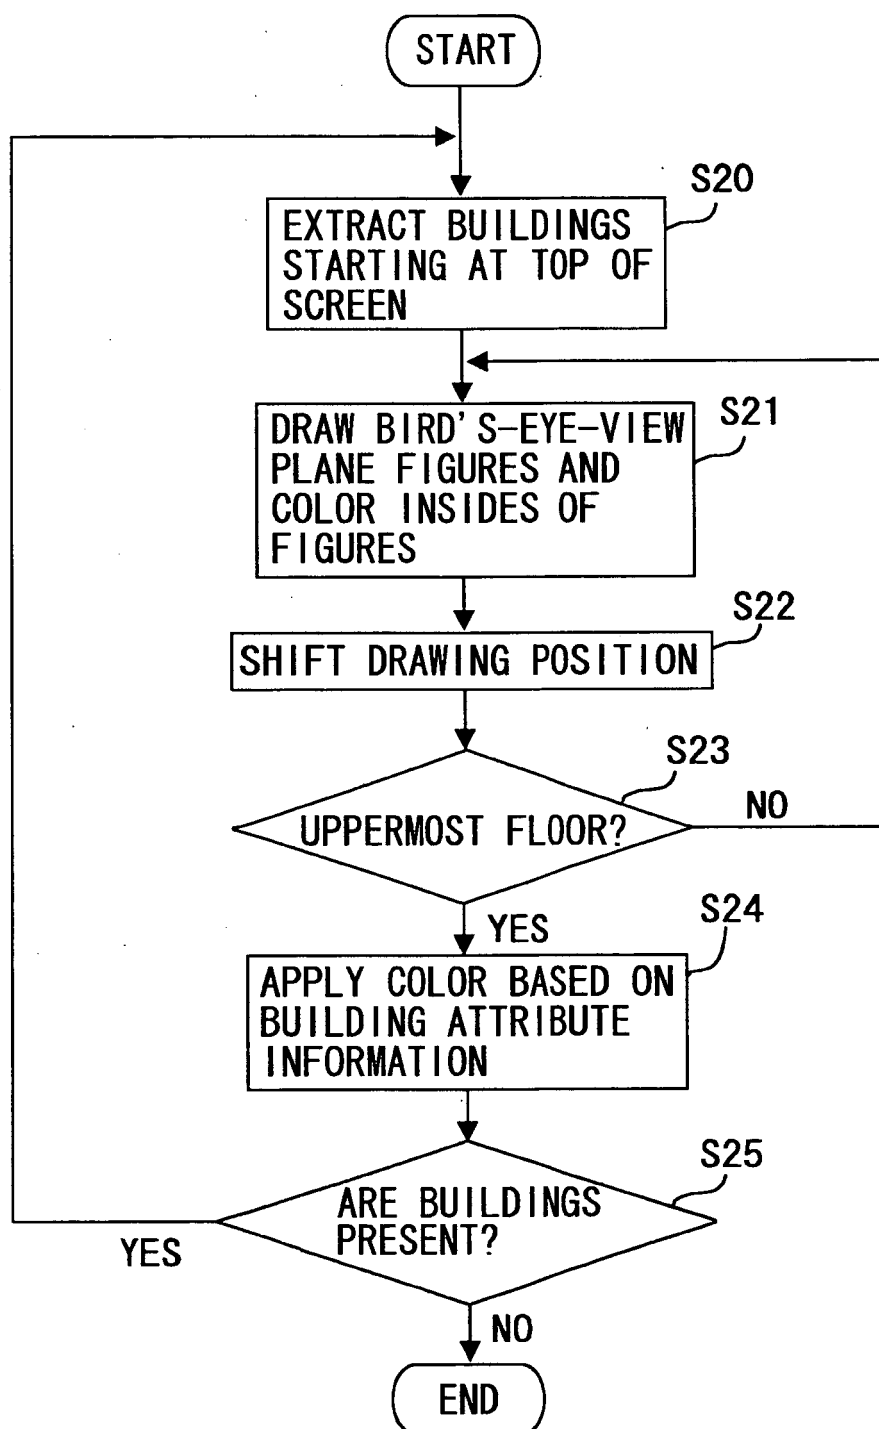 START
S20
EXTRACT BUILDINGS
STARTING AT TOP OF
SCREEN
S21
DRAW BIRD'S-EYE-VIEW
PLANE FIGURES AND
COLOR INSIDES OF
FIGURES
S22
SHIFT DRAWING POSITION
S23
UPPERMOST FLOOR?
NO
YES
S24
APPLY COLOR BASED ON
BUILDING ATTRIBUTE
INFORMATION
S25
ARE BUILDINGS
PRESENT?
YES
NO
END